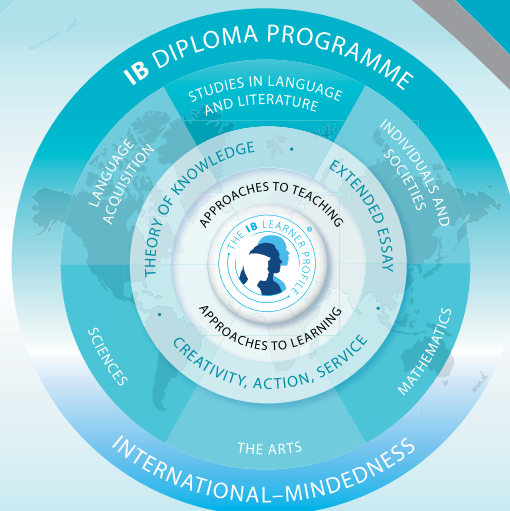 IB DIPLOMA PROGRAMME
STUDIES IN LANGUAGE
AND LITERATURE
LANGUAGE
ACQUISITION
INDIVIDUALS AND
SOCIETIES
THEORY OF KNOWLEDGE
EXTENDED ESSAY
APPROACHES TO TEACHING
THE IB LEARNER PROFILE
®
APPROACHES TO LEARNING
CREATIVITY, ACTION, SERVICE
SCIENCES
MATHEMATICS
THE ARTS
INTERNATIONAL–MINDEDNESS